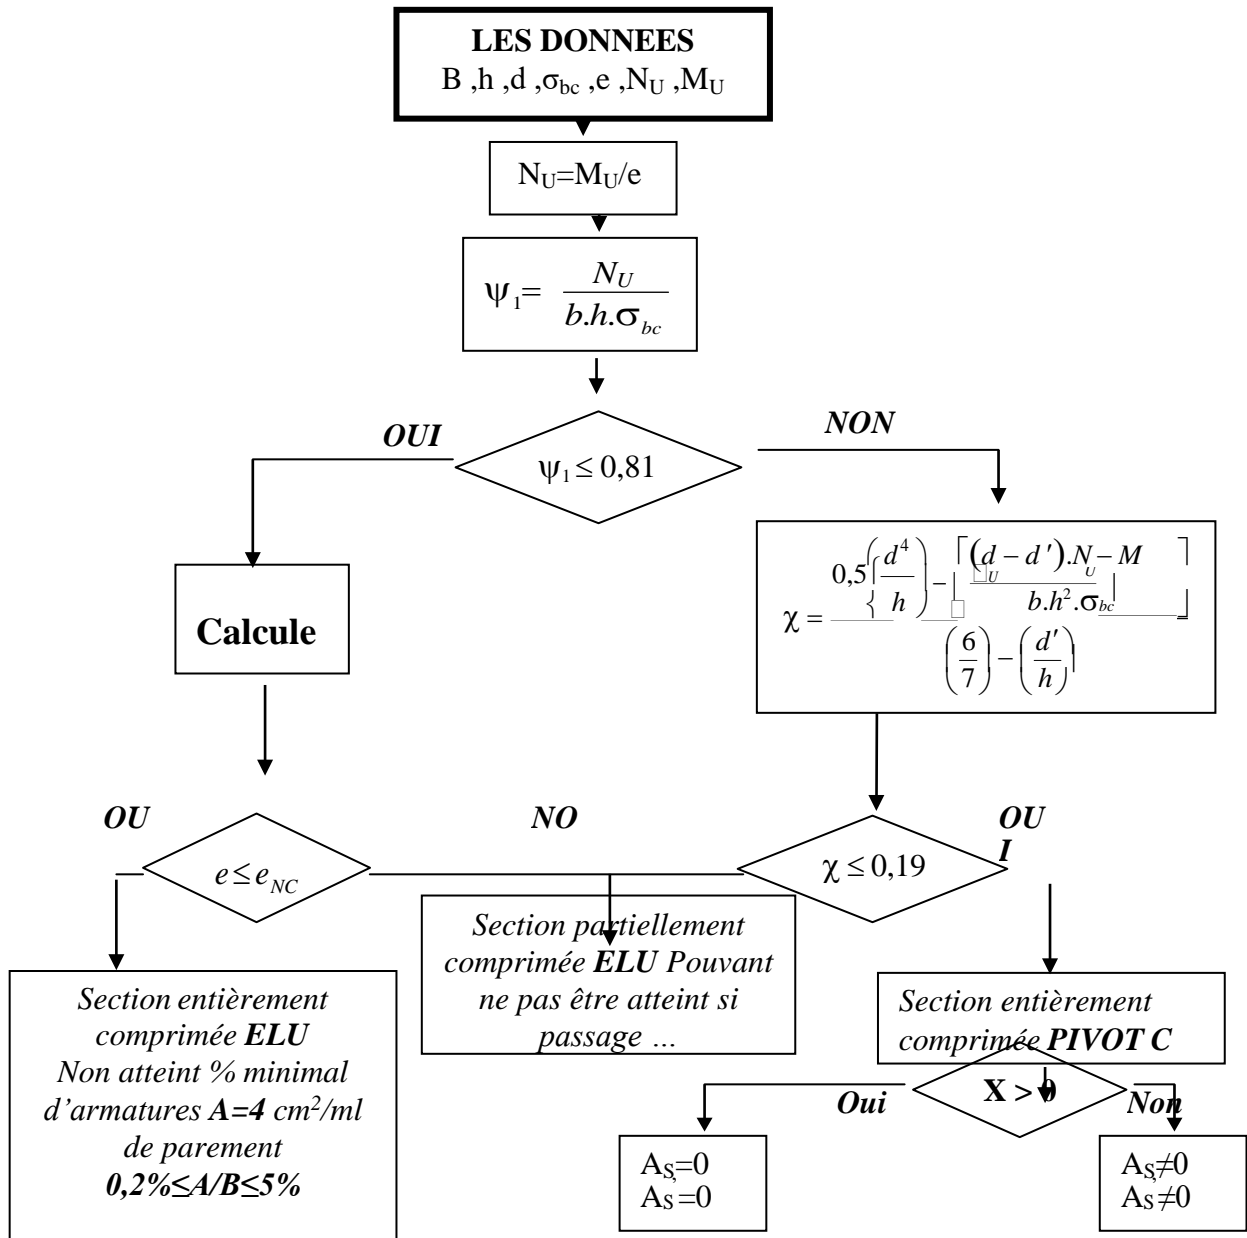 LES DONNEES
B ,h ,d ,σbc ,e ,NU ,MU
NU=MU/e
ψ1= NU / b.h.σbc
OUI
NON
ψ1 ≤ 0,81
Calcule
χ = 0,5 (d4 / h) − [(d − d').NU − MU / b.h2.σbc]
(6 / 7) − (d' / h)
OU
NO
OU
I
e ≤ eNC
χ ≤ 0,19
Section partiellement
comprimée ELU Pouvant
ne pas être atteint si
passage …
Section entièrement
comprimée ELU
Non atteint % minimal
d'armatures A=4 cm2/ml
de parement
0,2%≤A/B≤5%
Section entièrement
comprimée PIVOT C
X > 0
Oui
Non
AS,=0
AS =0
AS,≠0
AS ≠0